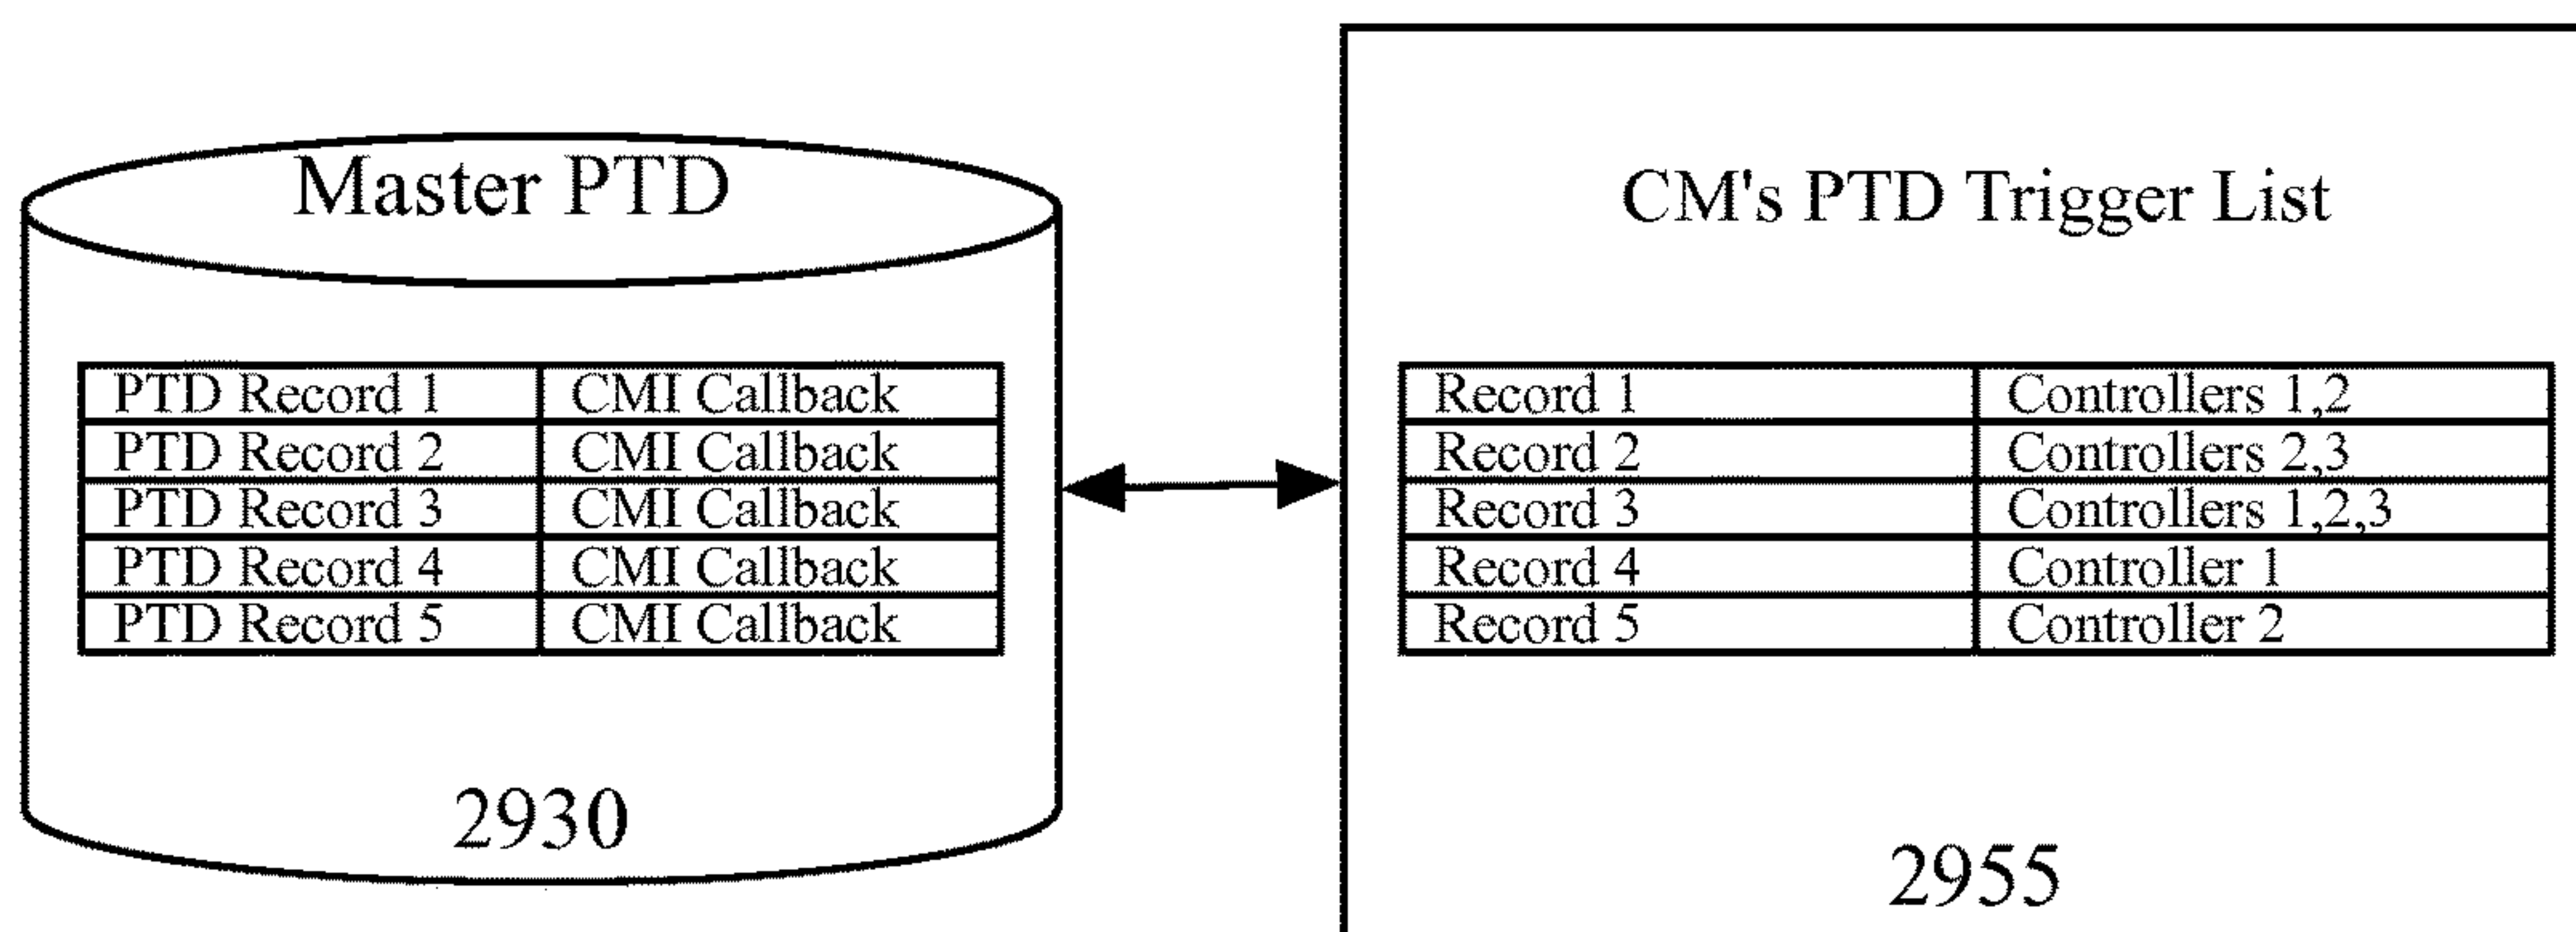 Master PTD
PTD Record 1 CMI Callback
PTD Record 2 CMI Callback
PTD Record 3 CMI Callback
PTD Record 4 CMI Callback
PTD Record 5 CMI Callback
2930
CM's PTD Trigger List
Record 1 Controllers 1,2
Record 2 Controllers 2,3
Record 3 Controllers 1,2,3
Record 4 Controller 1
Record 5 Controller 2
2955